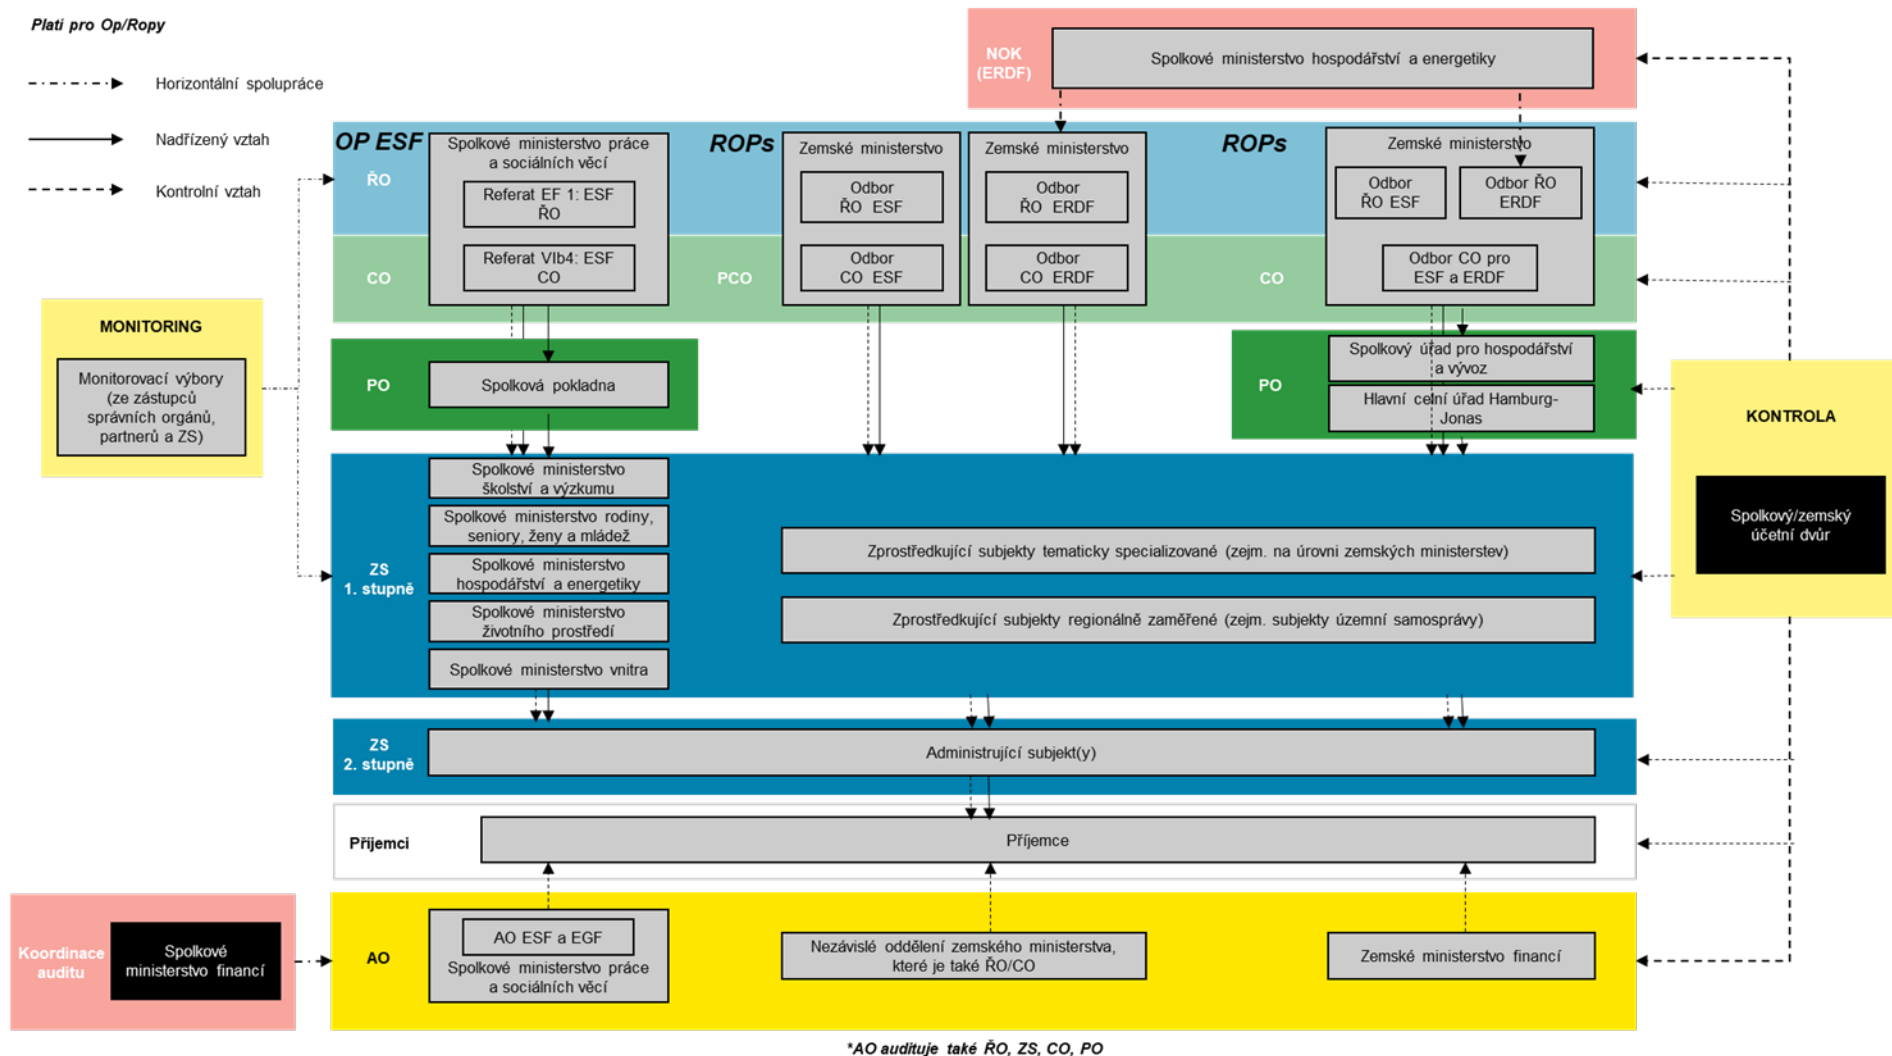 Platí pro Op/Ropy
Horizontální spolupráce
Nadřízený vztah
Kontrolní vztah
NOK
(ERDF)
Spolkové ministerstvo hospodářství a energetiky
OP ESF
ŘO
Spolkové ministerstvo práce
a sociálních věcí
Referat EF 1: ESF
ŘO
ROPs
Zemské ministerstvo
Odbor
ŘO ESF
Zemské ministerstvo
Odbor
ŘO ERDF
ROPs
Zemské ministerstvo
Odbor
ŘO ESF
Odbor ŘO
ERDF
CO
Referat VIb4: ESF
CO
PCO
Odbor
CO ESF
Odbor
CO ERDF
CO
Odbor CO pro
ESF a ERDF
MONITORING
Monitorovací výbory
(ze zástupců
správních orgánů,
partnerů a ZS)
PO
Spolková pokladna
PO
Spolkový úřad pro hospodářství
a vývoz
Hlavní celní úřad Hamburg-
Jonas
KONTROLA
Spolkový/zemský
účetní dvůr
ZS
1. stupně
Spolkové ministerstvo
školství a výzkumu
Spolkové ministerstvo rodiny,
seniory, ženy a mládež
Spolkové ministerstvo
hospodářství a energetiky
Spolkové ministerstvo
životního prostředí
Spolkové ministerstvo vnitra
Zprostředkující subjekty tematicky specializované (zejm. na úrovni zemských ministerstev)
Zprostředkující subjekty regionálně zaměřené (zejm. subjekty územní samosprávy)
ZS
2. stupně
Administrující subjekt(y)
Příjemci
Příjemce
Koordinace
auditu
Spolkové
ministerstvo financí
AO
AO ESF a EGF
Spolkové ministerstvo práce
a sociálních věcí
Nezávislé oddělení zemského ministerstva,
které je také ŘO/CO
Zemské ministerstvo financí
*AO audituje také ŘO, ZS, CO, PO